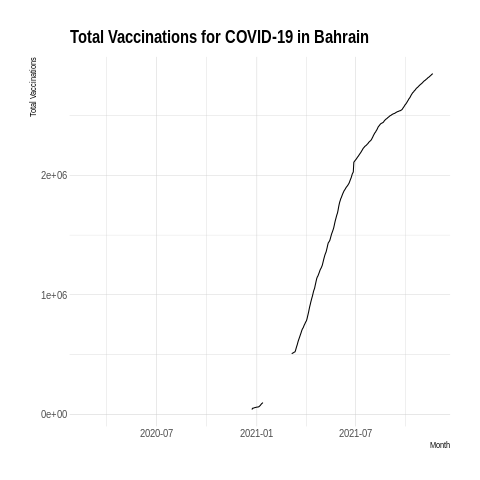 Total Vaccinations for COVID-19 in Bahrain
Total Vaccinations
2e+06
1e+06
0e+00
2020-07 2021-01 2021-07
Month